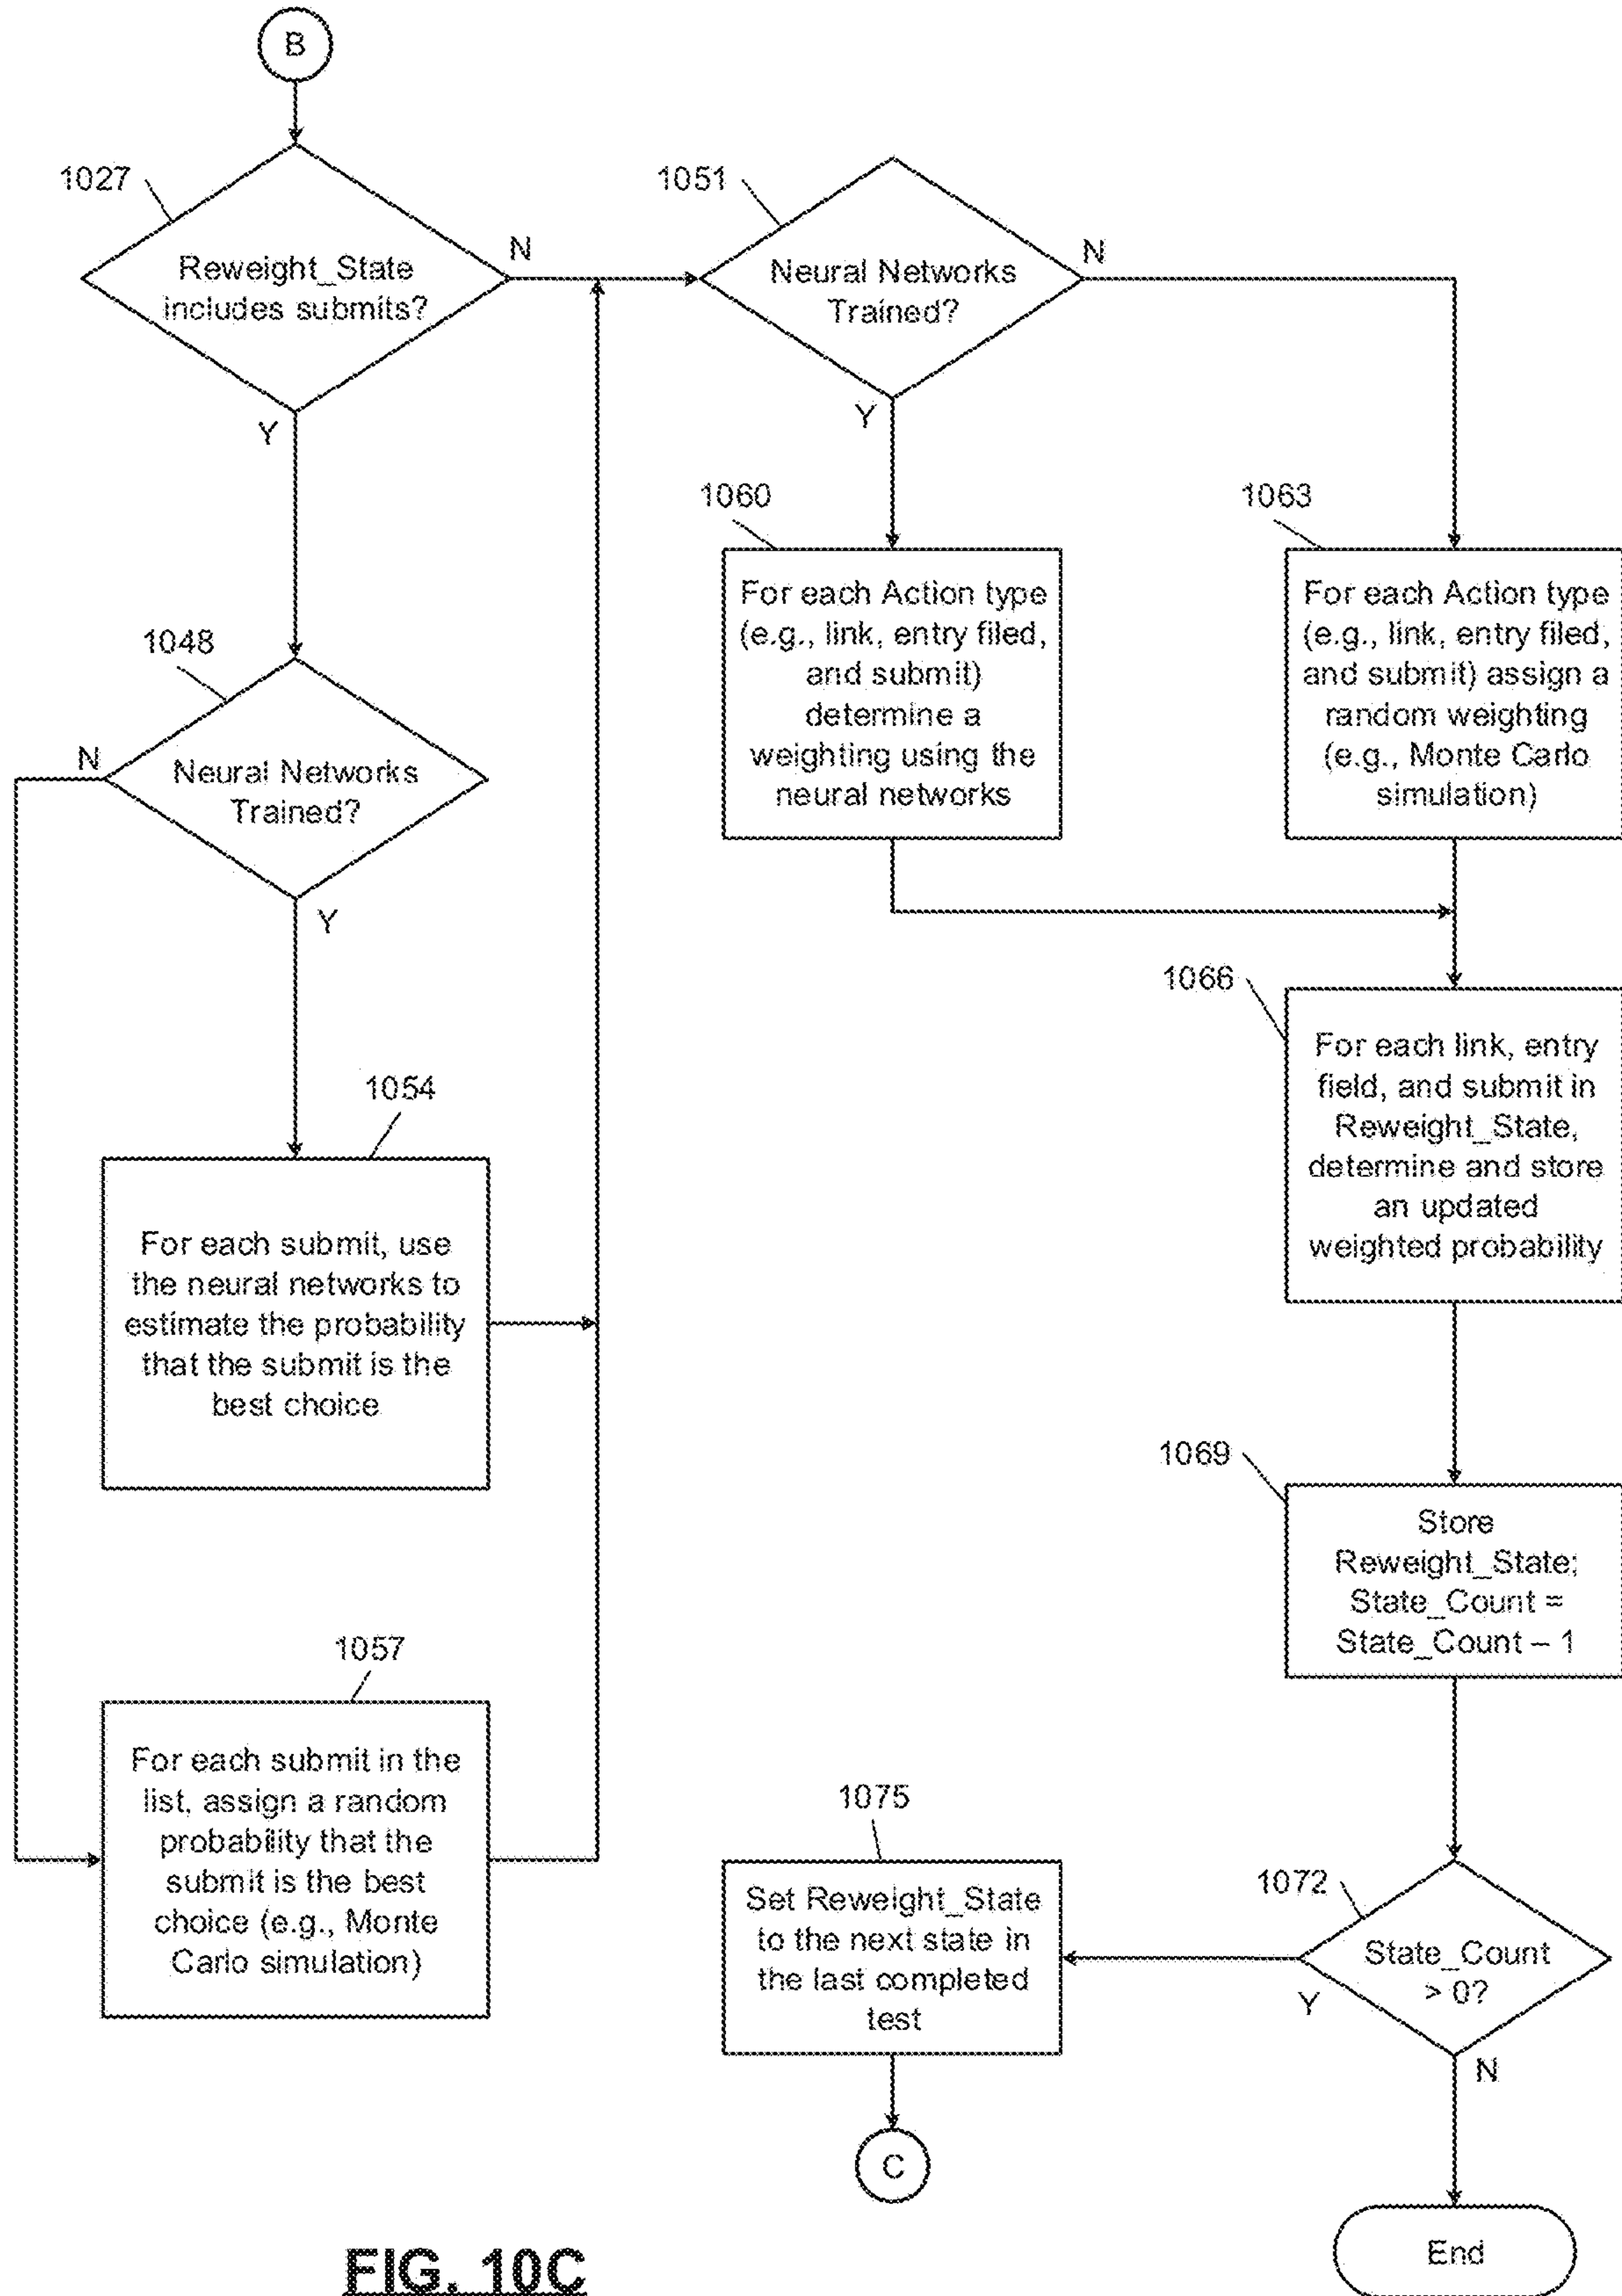 B
1027
Reweight_State
includes submits?
N
Y
1048
Neural Networks
Trained?
N
Y
1054
For each submit, use
the neural networks to
estimate the probability
that the submit is the
best choice
1057
For each submit in the
list, assign a random
probability that the
submit is the best
choice (e.g., Monte
Carlo simulation)
1051
Neural Networks
Trained?
N
Y
1060
For each Action type
(e.g., link, entry filed,
and submit)
determine a
weighting using the
neural networks
1063
For each Action type
(e.g., link, entry filed,
and submit) assign a
random weighting
(e.g., Monte Carlo
simulation)
1066
For each link, entry
field, and submit in
Reweight_State,
determine and store
an updated
weighted probability
1069
Store
Reweight_State;
State_Count =
State_Count – 1
1072
State_Count
> 0?
Y
N
1075
Set Reweight_State
to the next state in
the last completed
test
C
End
FIG. 10C